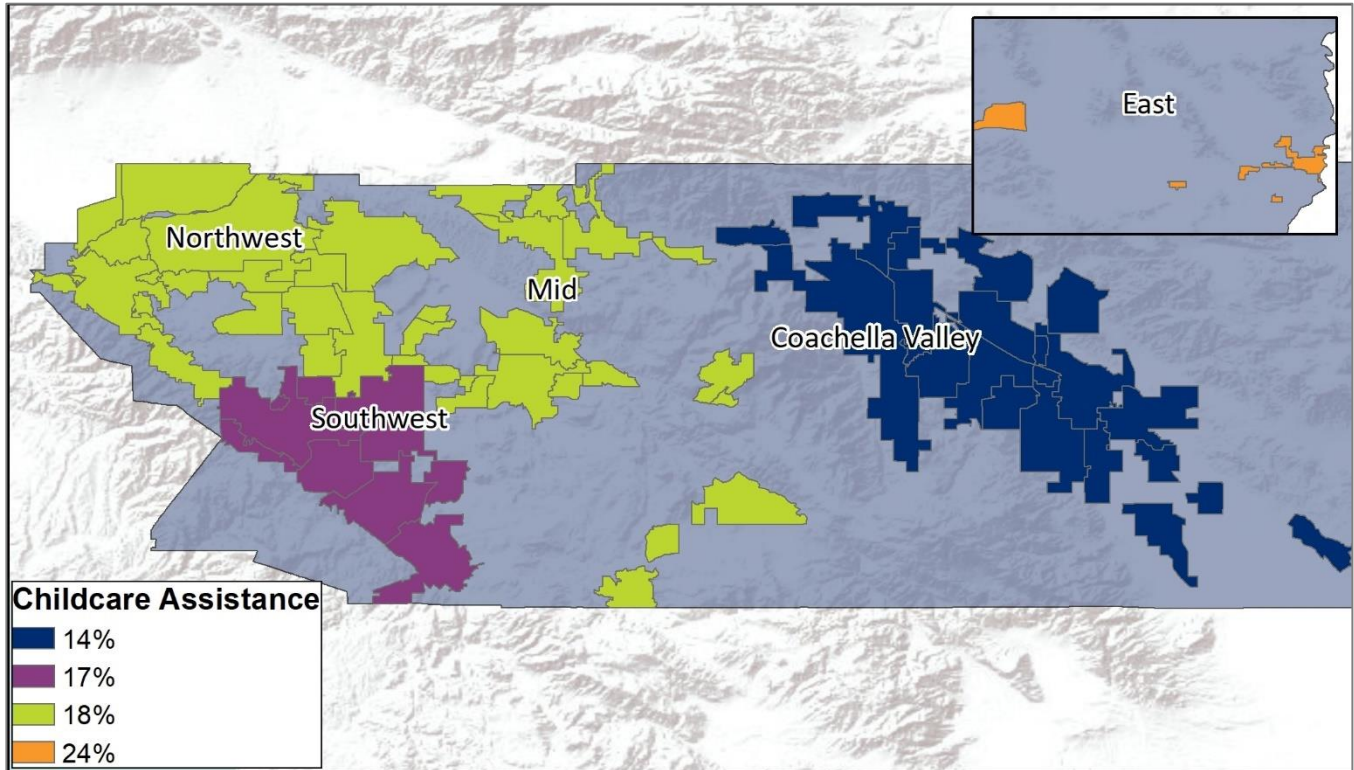 East
Northwest
Mid
Coachella Valley
Southwest
Childcare Assistance
14%
17%
18%
24%